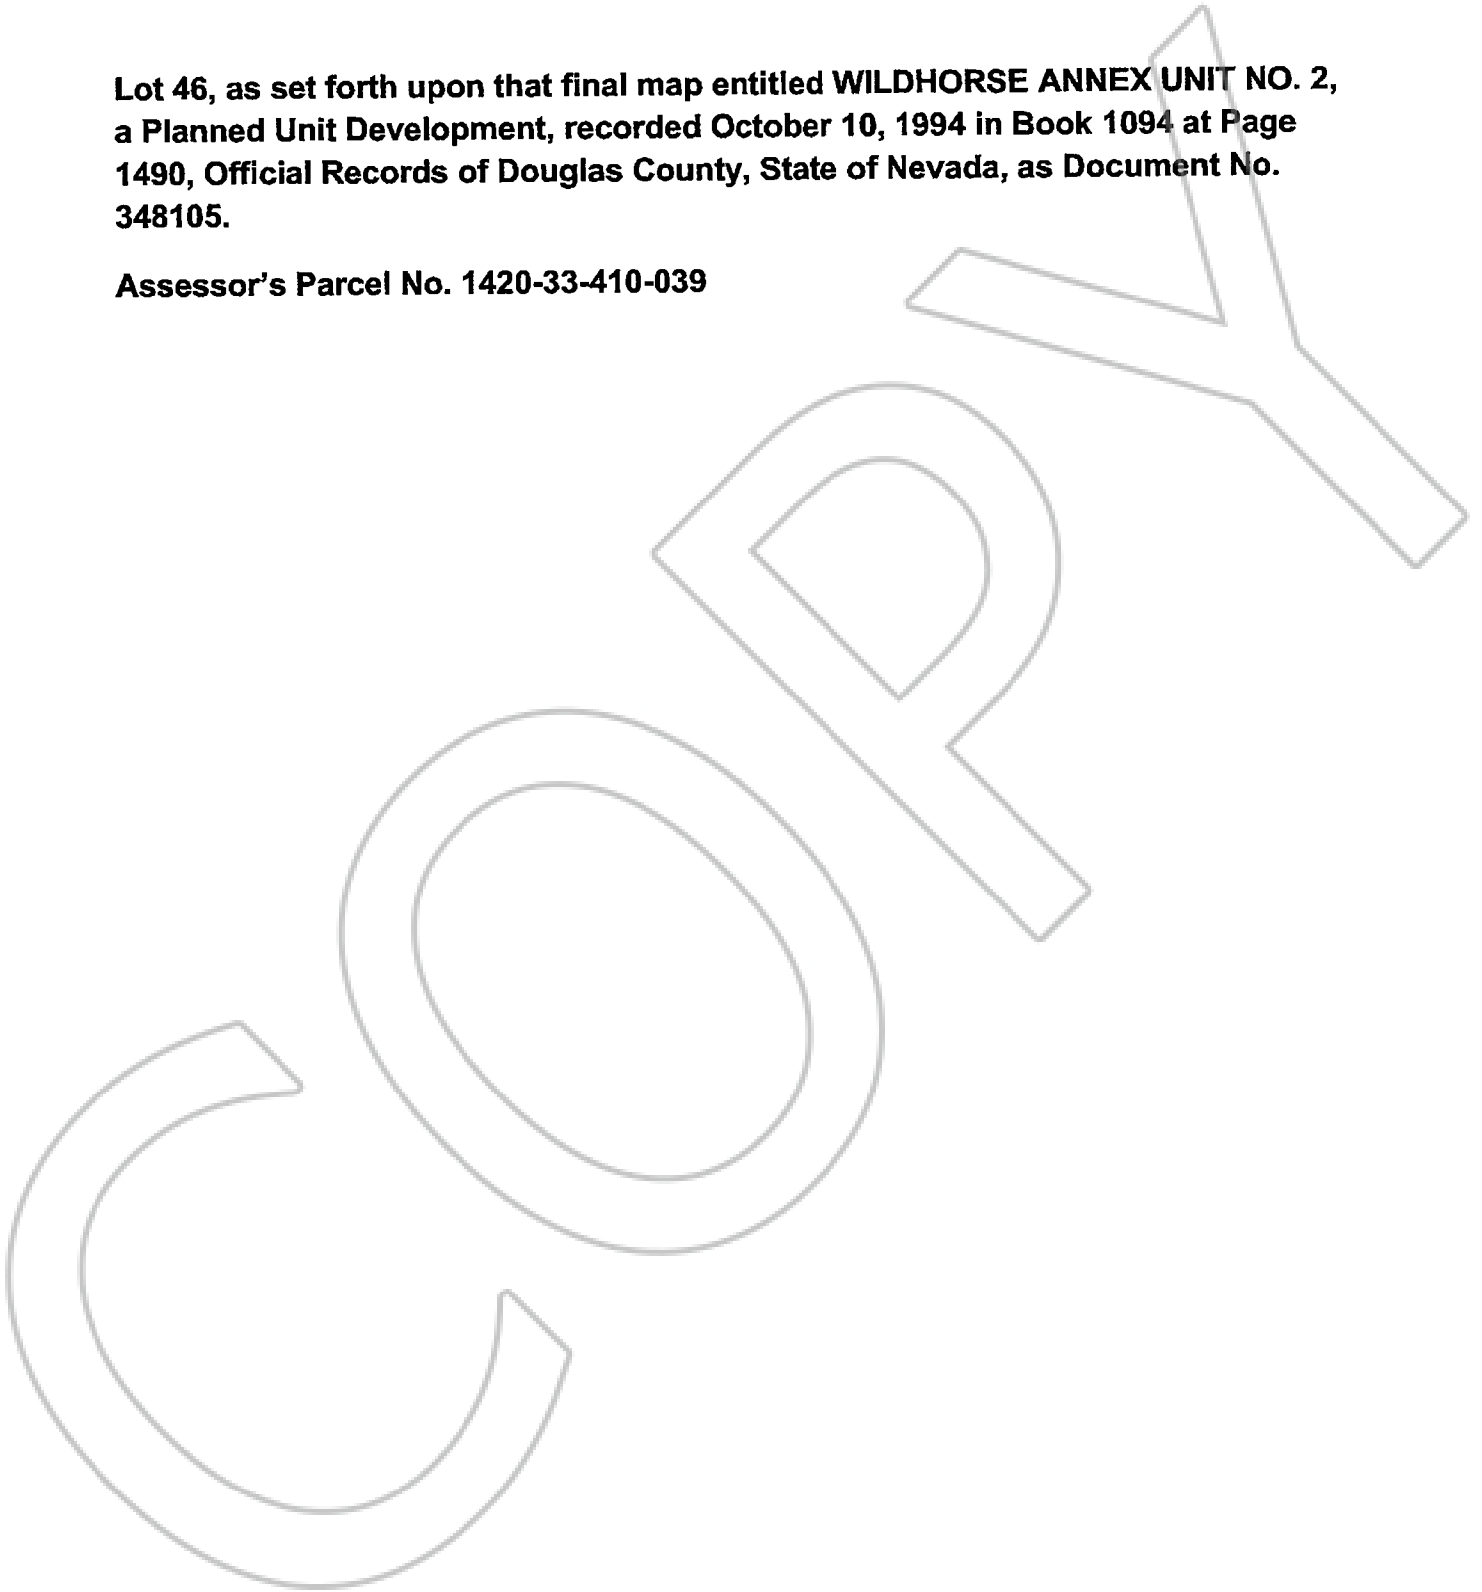 Lot 46, as set forth upon that final map entitled WILDHORSE ANNEX UNIT NO. 2,
a Planned Unit Development, recorded October 10, 1994 in Book 1094 at Page
1490, Official Records of Douglas County, State of Nevada, as Document No.
348105.
Assessor's Parcel No. 1420-33-410-039
COPY